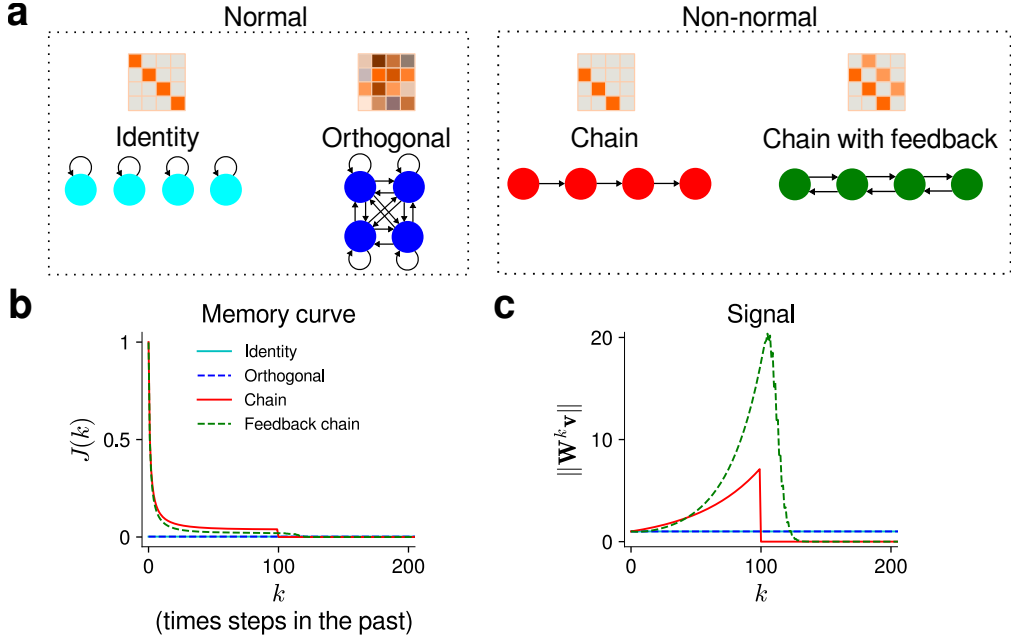 a
Normal
Non-normal
Identity
Orthogonal
Chain
Chain with feedback
b
Memory curve
1
0.5
0
J(k)
Identity
Orthogonal
Chain
Feedback chain
0
100
200
k
(times steps in the past)
c
Signal
20
10
0
||W^k v||
0
100
200
k